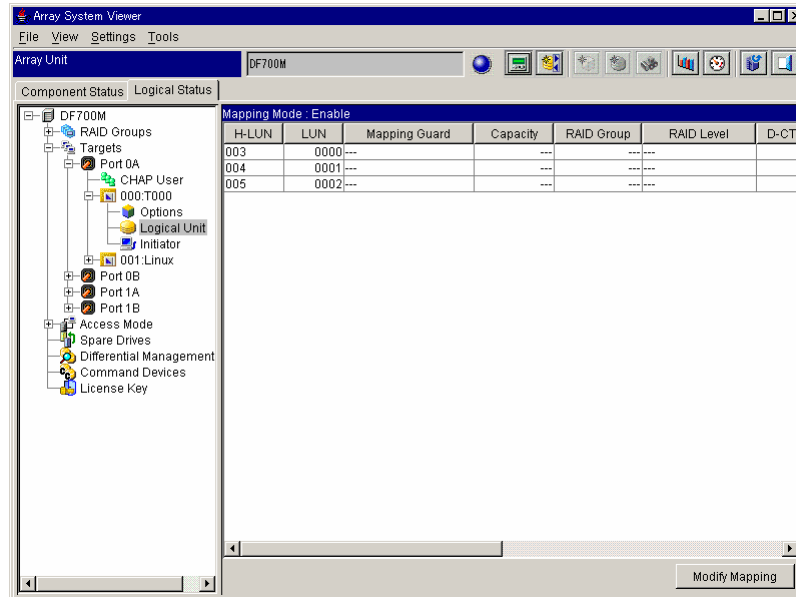 Array System Viewer
File View Settings Tools
Array Unit DF700M
Component Status Logical Status
DF700M
RAID Groups
Targets
Port 0A
CHAP User
000:T000
Options
Logical Unit
Initiator
001:Linux
Port 0B
Port 1A
Port 1B
Access Mode
Spare Drives
Differential Management
Command Devices
License Key
Mapping Mode : Enable
H-LUN LUN Mapping Guard Capacity RAID Group RAID Level D-CT
003 0000 --- --- --- ---
004 0001 --- --- --- ---
005 0002 --- --- --- ---
Modify Mapping